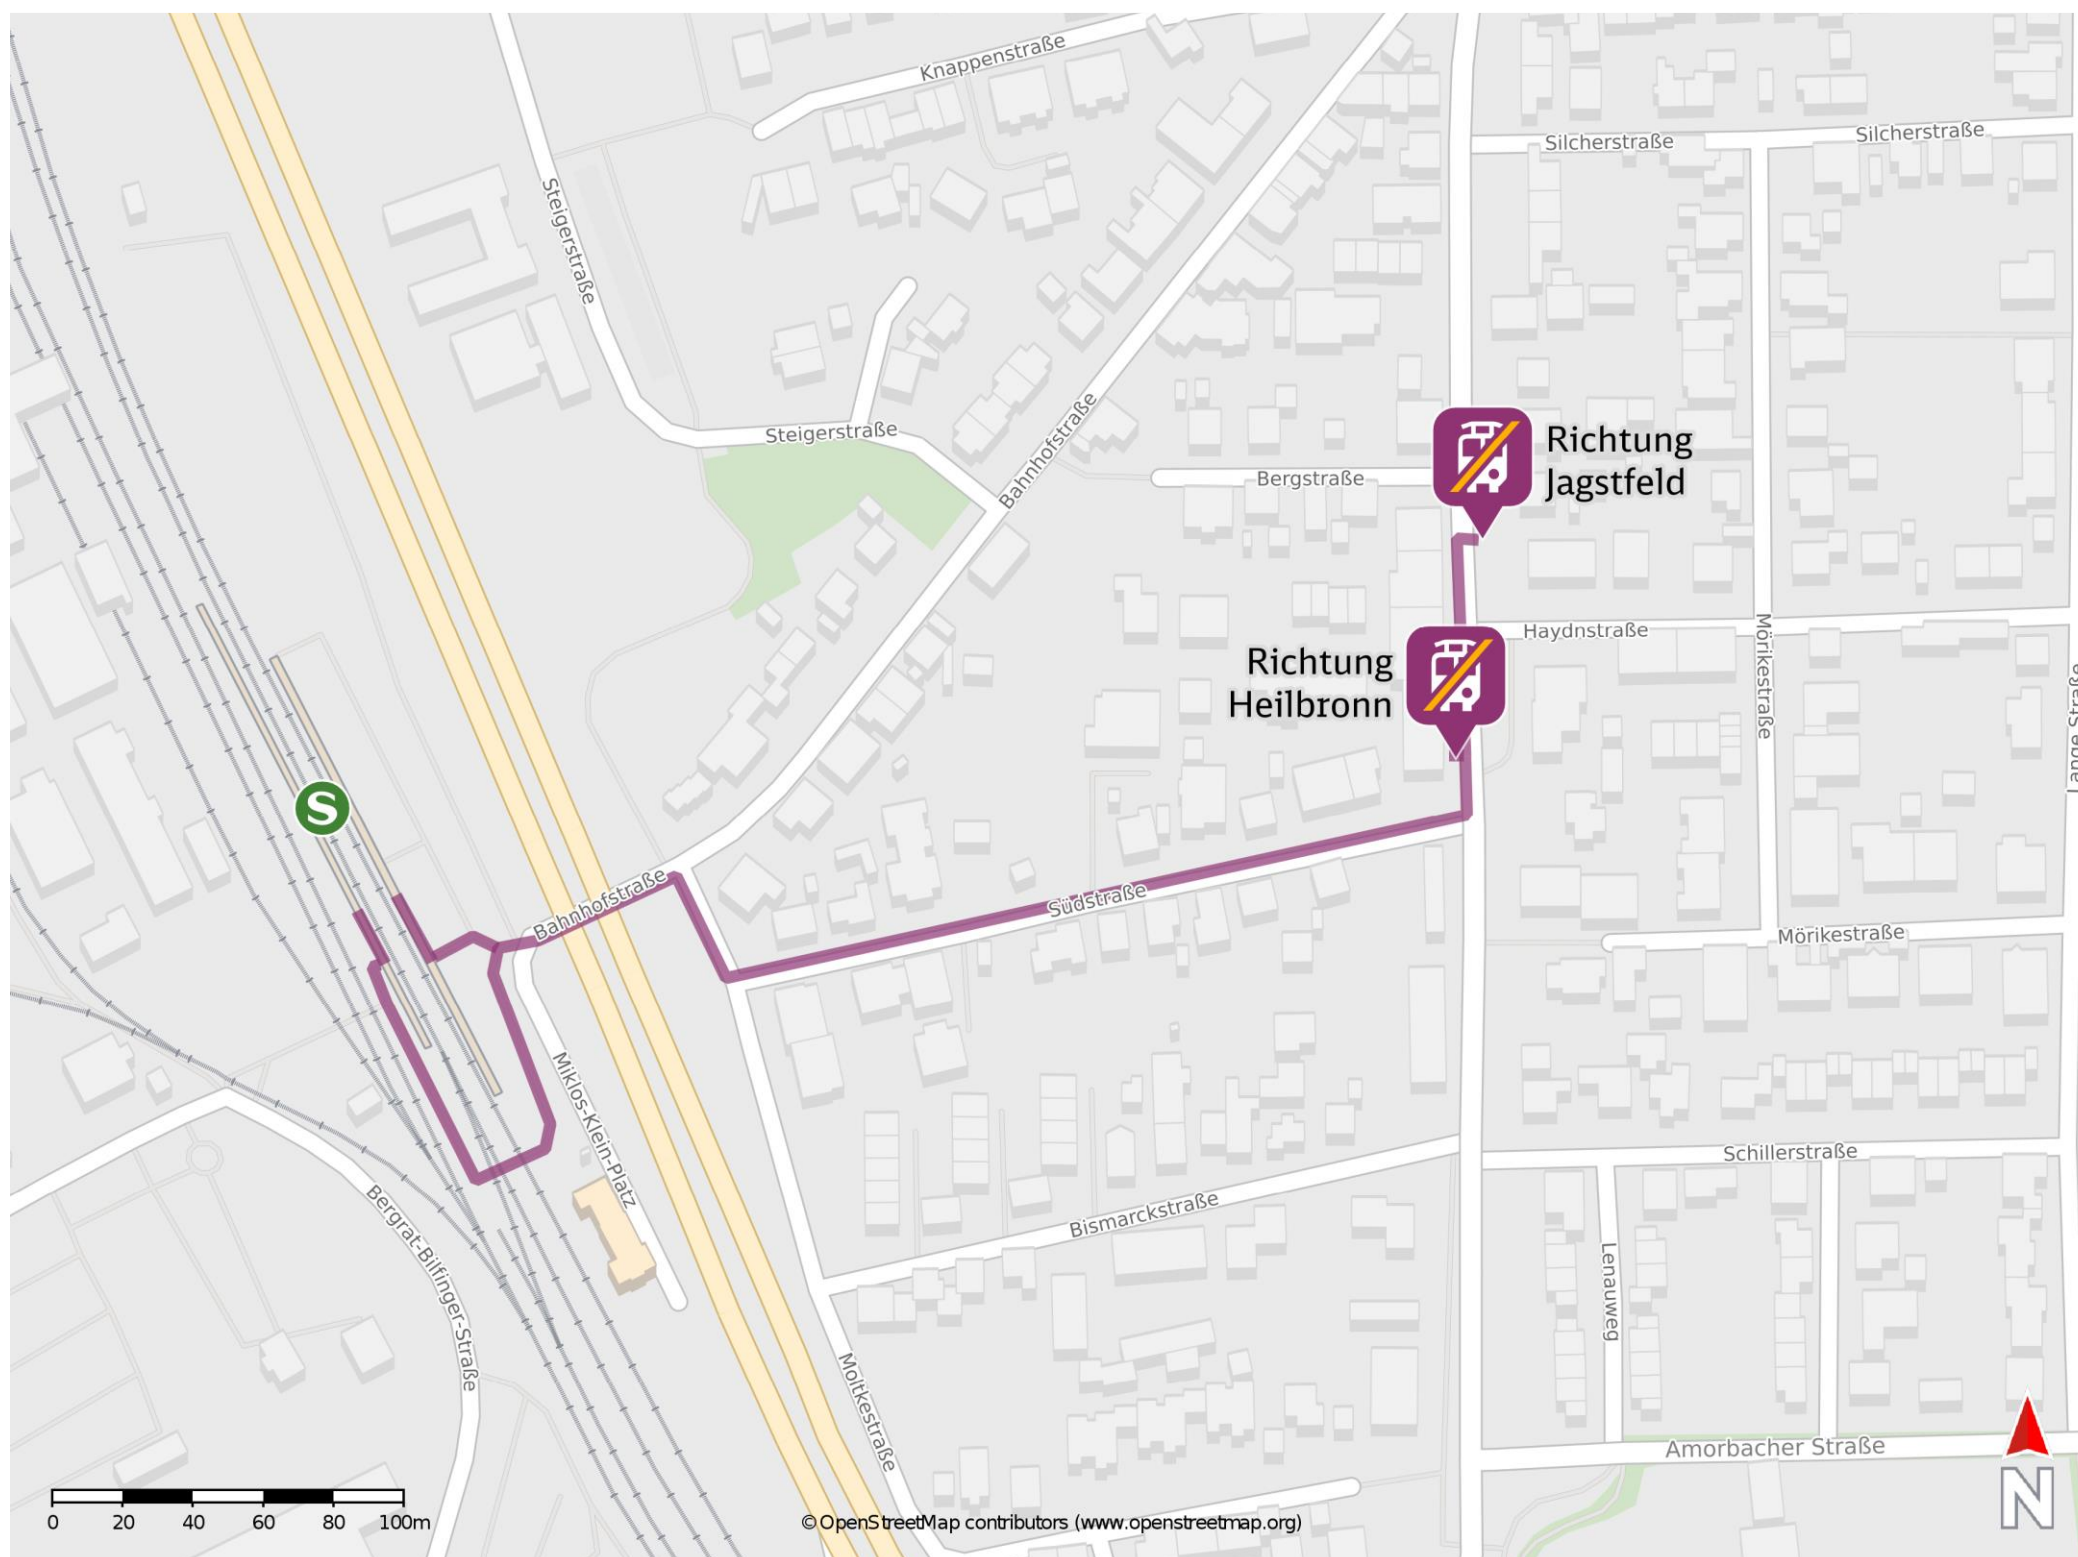 Knappenstraße
Silcherstraße
Silcherstraße
Steigerstraße
Steigerstraße
Bahnhofstraße
Bergstraße
Richtung
Jagstfeld
Haydnstraße
Mörikestraße
Richtung
Heilbronn
Lange Straße
S
Bahnhofstraße
Südstraße
Mörikestraße
Miklos-Klein-Platz
Schillerstraße
Bismarckstraße
Bergrat-Bilfinger-Straße
Lenauweg
Moltkestraße
Amorbacher Straße
N
0 20 40 60 80 100m
© OpenStreetMap contributors (www.openstreetmap.org)